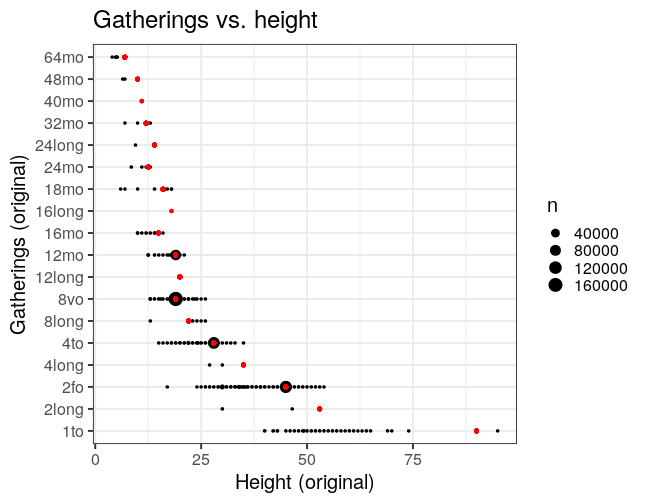 Gatherings vs. height
Gatherings (original)
64mo
48mo
40mo
32mo
24long
24mo
18mo
16long
16mo
12mo
12long
8vo
8long
4to
4long
2fo
2long
1to
0 25 50 75
Height (original)
n
40000
80000
120000
160000